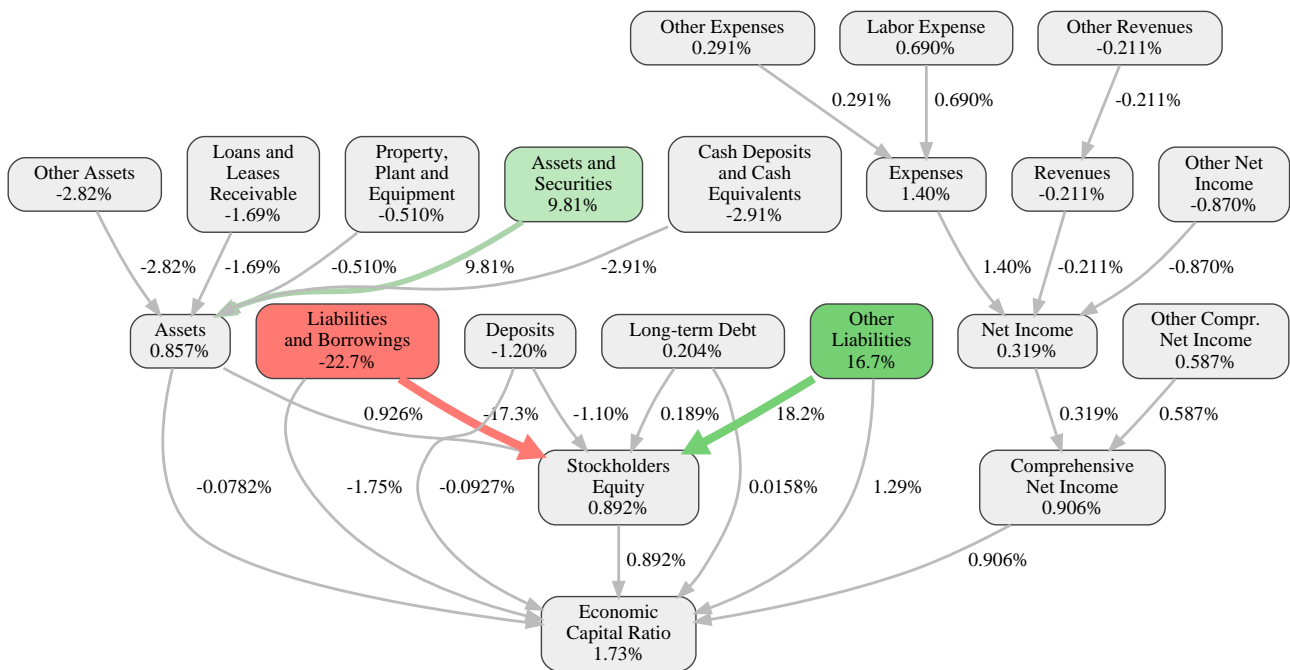 Other Expenses
0.291%
Labor Expense
0.690%
Other Revenues
-0.211%
0.291%
0.690%
-0.211%
Other Assets
-2.82%
Loans and
Leases
Receivable
-1.69%
Property,
Plant and
Equipment
-0.510%
Assets and
Securities
9.81%
Cash Deposits
and Cash
Equivalents
-2.91%
Expenses
1.40%
Revenues
-0.211%
Other Net
Income
-0.870%
-2.82%
-1.69%
-0.510%
9.81%
-2.91%
1.40%
-0.211%
-0.870%
Assets
0.857%
Liabilities
and Borrowings
-22.7%
Deposits
-1.20%
Long-term Debt
0.204%
Other
Liabilities
16.7%
Net Income
0.319%
Other Compr.
Net Income
0.587%
0.926%
-17.3%
-1.10%
0.189%
18.2%
0.319%
0.587%
Stockholders
Equity
0.892%
Comprehensive
Net Income
0.906%
-0.0782%
-1.75%
-0.0927%
0.0158%
1.29%
0.892%
0.906%
Economic
Capital Ratio
1.73%